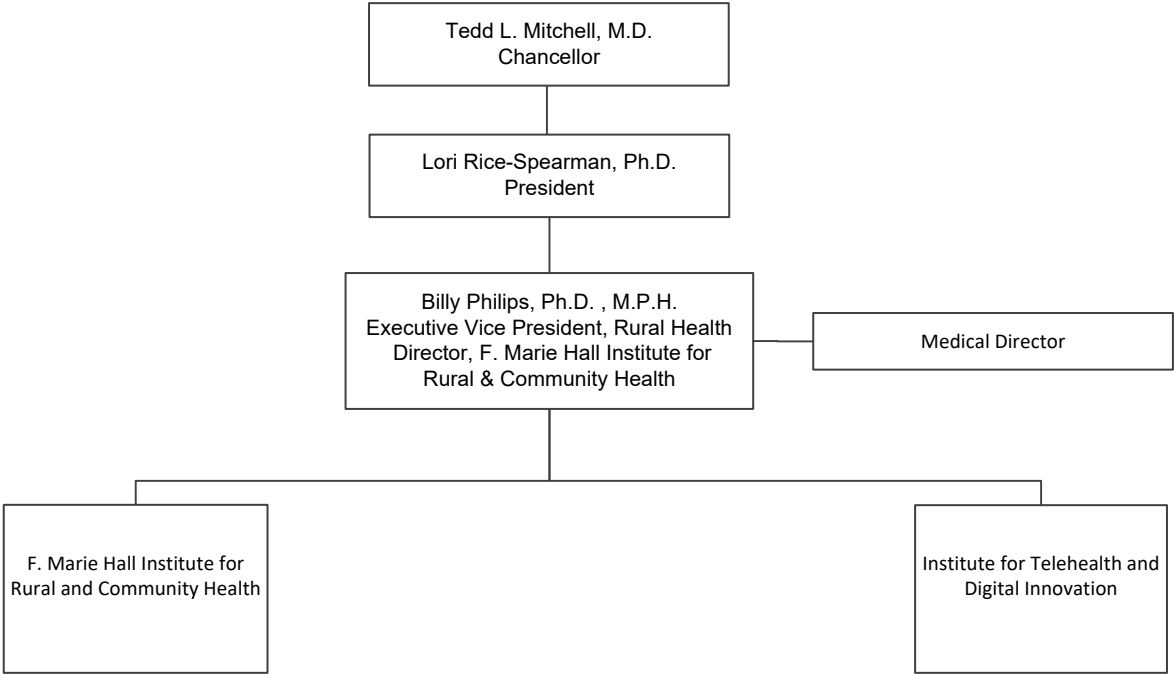 Tedd L. Mitchell, M.D.
Chancellor
Lori Rice-Spearman, Ph.D.
President
Billy Philips, Ph.D. , M.P.H.
Executive Vice President, Rural Health
Director, F. Marie Hall Institute for
Rural & Community Health
Medical Director
F. Marie Hall Institute for
Rural and Community Health
Institute for Telehealth and
Digital Innovation